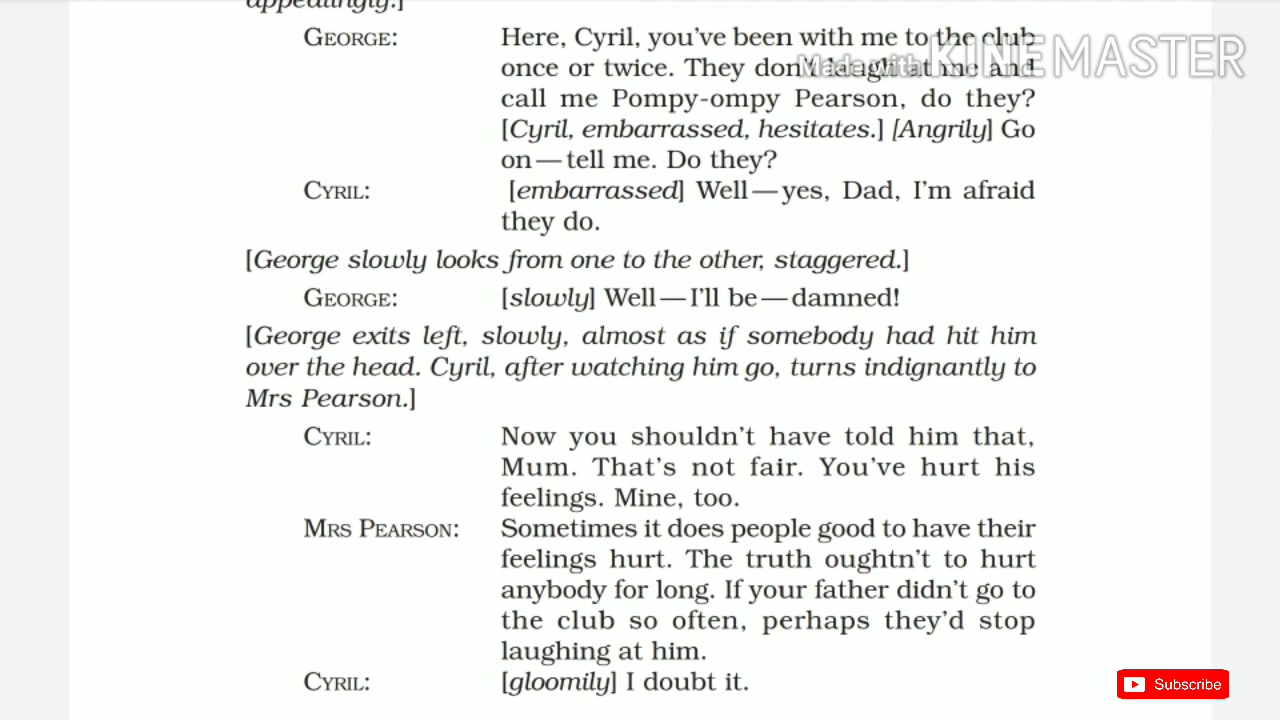 appealingly.]
GEORGE: Here, Cyril, you've been with me to the club
Made with KINEMASTER
once or twice. They don't laugh at me and
call me Pompy-ompy Pearson, do they?
[Cyril, embarrassed, hesitates.] [Angrily] Go
on—tell me. Do they?
CYRIL: [embarrassed] Well—yes, Dad, I'm afraid
they do.
[George slowly looks from one to the other, staggered.]
GEORGE: [slowly] Well—I'll be—damned!
[George exits left, slowly, almost as if somebody had hit him
over the head. Cyril, after watching him go, turns indignantly to
Mrs Pearson.]
CYRIL: Now you shouldn't have told him that,
Mum. That's not fair. You've hurt his
feelings. Mine, too.
MRS PEARSON: Sometimes it does people good to have their
feelings hurt. The truth oughtn't to hurt
anybody for long. If your father didn't go to
the club so often, perhaps they'd stop
laughing at him.
CYRIL: [gloomily] I doubt it.
Subscribe